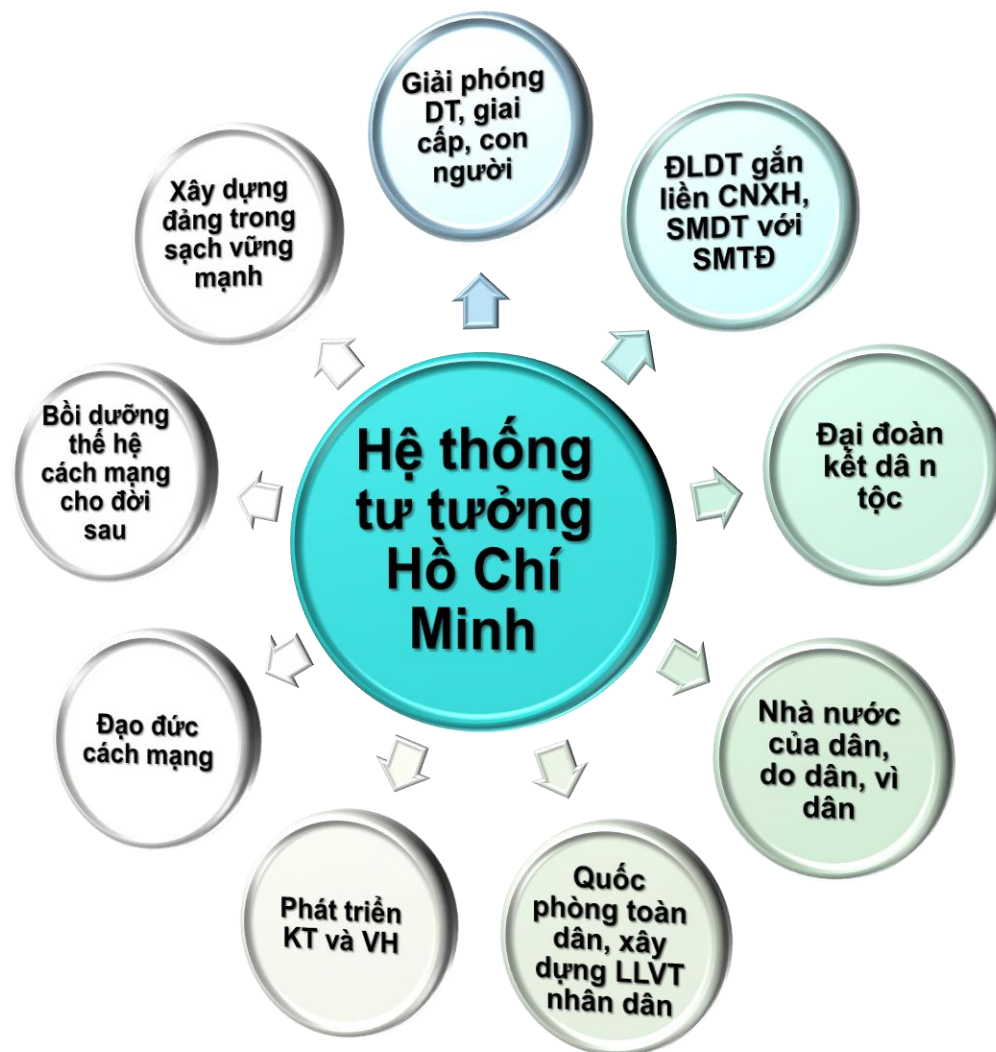 Giải phóng
DT, giai
cấp, con
người
ĐLDT gắn
liền CNXH,
SMDT với
SMTĐ
Đại đoàn
kết dâ n
tộc
Nhà nước
của dân,
do dân, vì
dân
Quốc
phòng toàn
dân, xây
dựng LLVT
nhân dân
Phát triển
KT và VH
Đạo đức
cách mạng
Bồi dưỡng
thế hệ
cách mạng
cho đời
sau
Xây dựng
đảng trong
sạch vững
mạnh
Hệ thống
tư tưởng
Hồ Chí
Minh